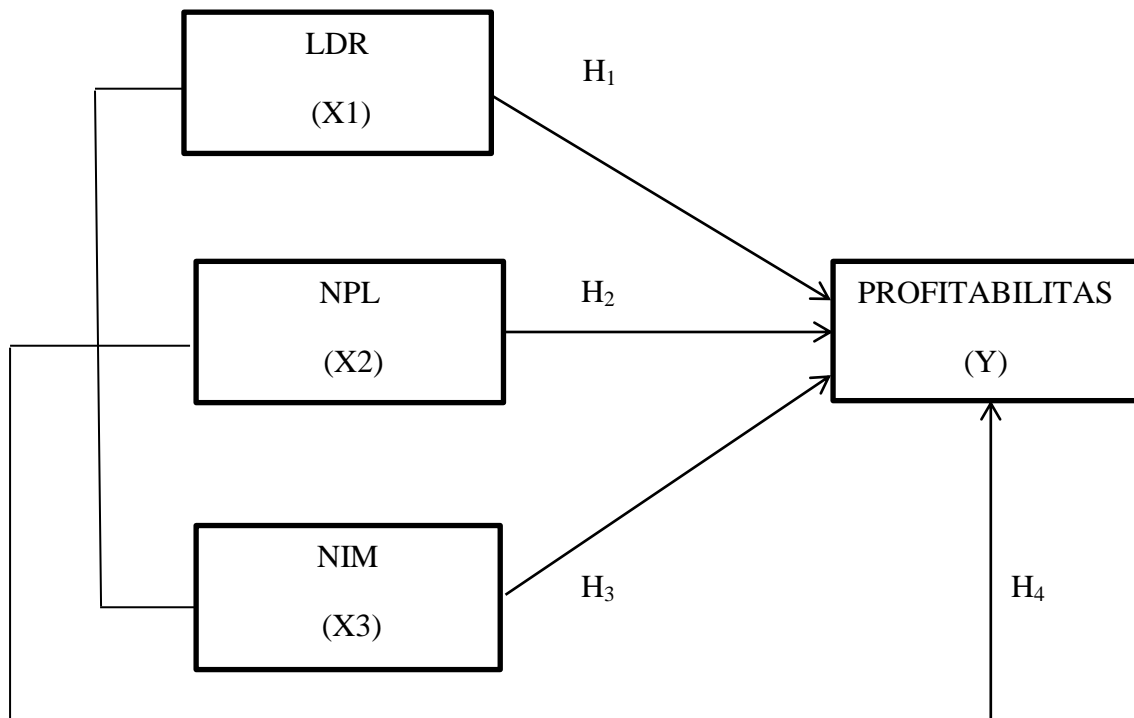 LDR
(X1)
H₁
NPL
(X2)
H₂
PROFITABILITAS
(Y)
NIM
(X3)
H₃
H₄